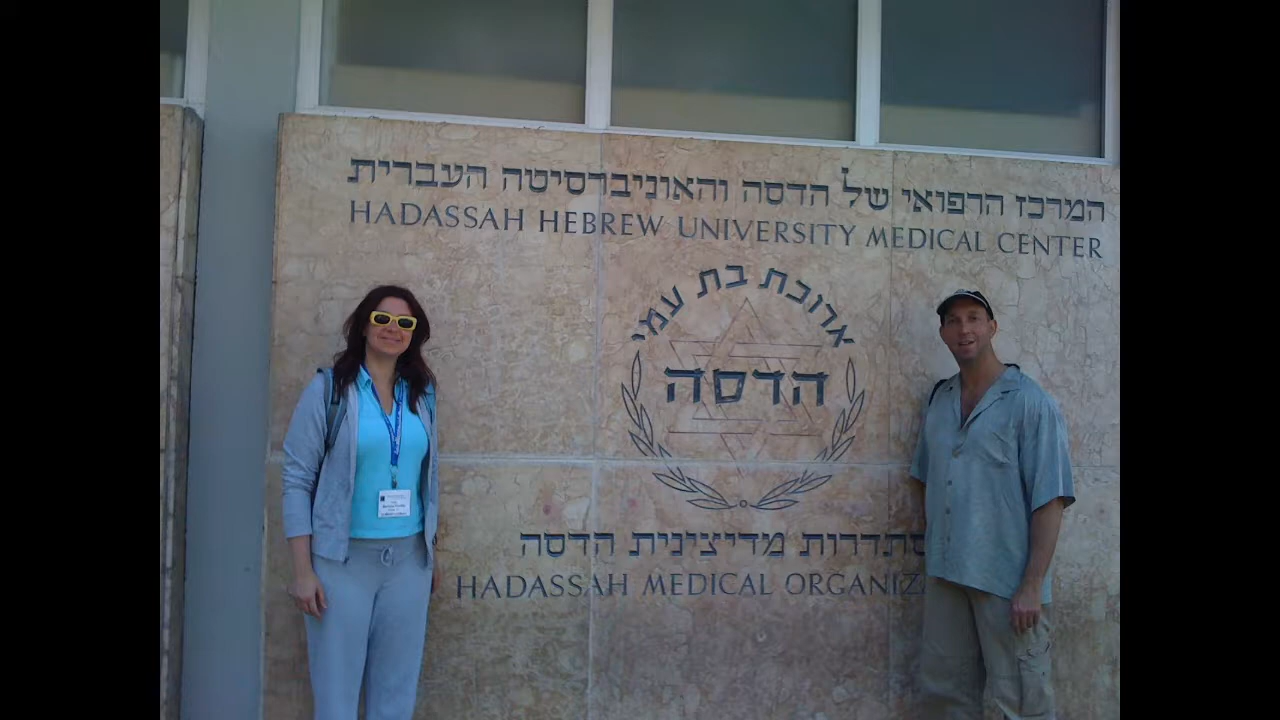 המרכז הרפואי של הדסה והאוניברסיטה העברית
HADASSAH HEBREW UNIVERSITY MEDICAL CENTER
ארוכת בת עמי
הדסה
סתדרות מדיצינית הדסה
HADASSAH MEDICAL ORGANIZ